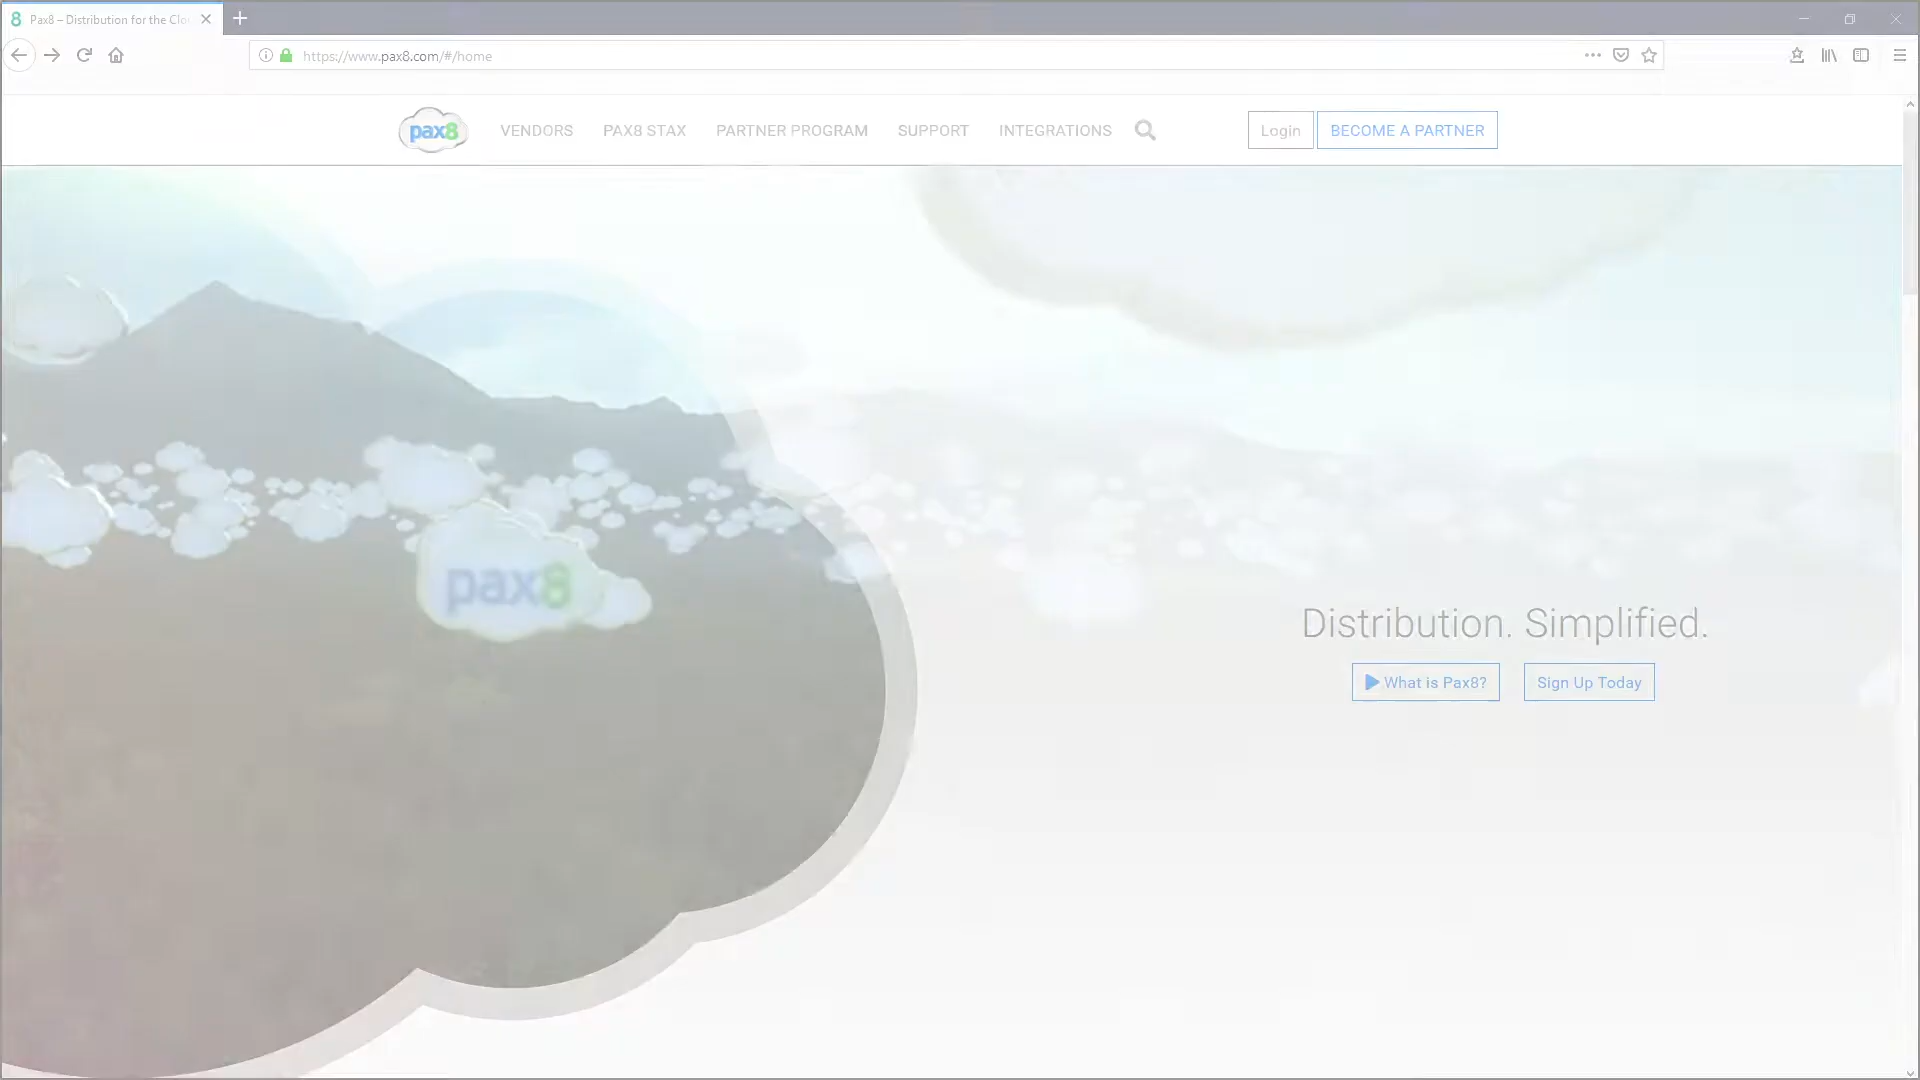 Pax8 – Distribution for the Clo
https://www.pax8.com/#/home
pax8
VENDORS
PAX8 STAX
PARTNER PROGRAM
SUPPORT
INTEGRATIONS
Login
BECOME A PARTNER
pax8
Distribution. Simplified.
What is Pax8?
Sign Up Today